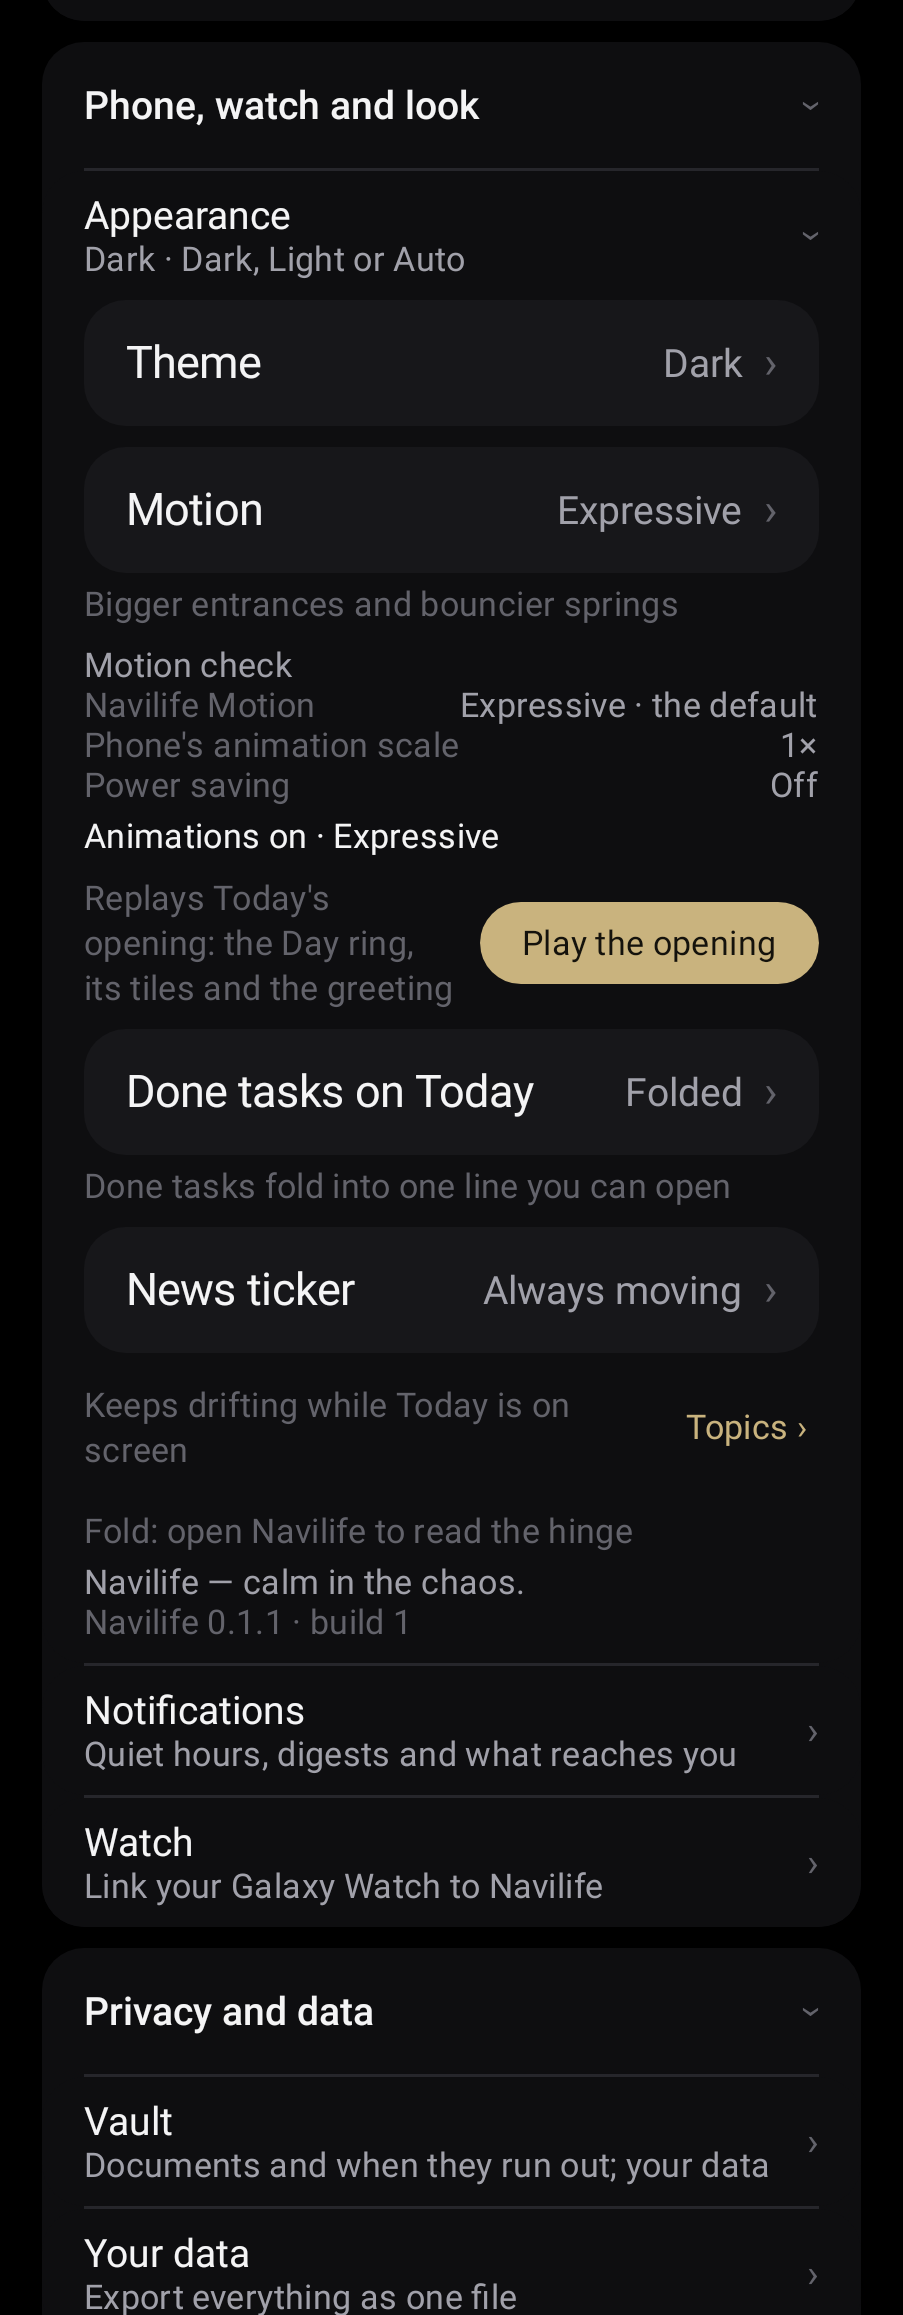 Phone, watch and look
Appearance
Dark · Dark, Light or Auto
Theme Dark ›
Motion Expressive ›
Bigger entrances and bouncier springs
Motion check
Navilife Motion Expressive · the default
Phone's animation scale 1×
Power saving Off
Animations on · Expressive
Replays Today's
opening: the Day ring,
its tiles and the greeting
Play the opening
Done tasks on Today Folded ›
Done tasks fold into one line you can open
News ticker Always moving ›
Keeps drifting while Today is on
screen
Topics ›
Fold: open Navilife to read the hinge
Navilife — calm in the chaos.
Navilife 0.1.1 · build 1
Notifications
Quiet hours, digests and what reaches you
Watch
Link your Galaxy Watch to Navilife
Privacy and data
Vault
Documents and when they run out; your data
Your data
Export everything as one file